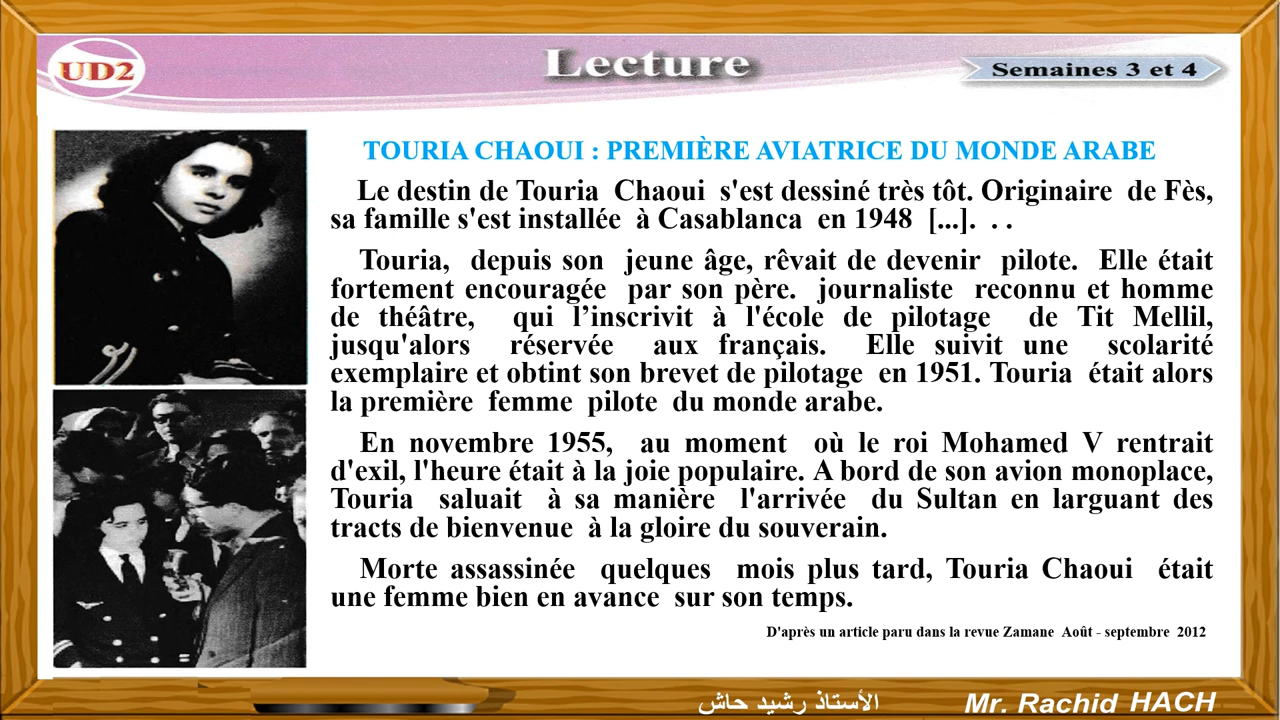 UD2
Lecture
Semaines 3 et 4
TOURIA CHAOUI : PREMIÈRE AVIATRICE DU MONDE ARABE
Le destin de Touria Chaoui s'est dessiné très tôt. Originaire de Fès,
sa famille s'est installée à Casablanca en 1948 [...]. . .
Touria, depuis son jeune âge, rêvait de devenir pilote. Elle était
fortement encouragée par son père. journaliste reconnu et homme
de théâtre, qui l’inscrivit à l'école de pilotage de Tit Mellil,
jusqu'alors réservée aux français. Elle suivit une scolarité
exemplaire et obtint son brevet de pilotage en 1951. Touria était alors
la première femme pilote du monde arabe.
En novembre 1955, au moment où le roi Mohamed V rentrait
d'exil, l'heure était à la joie populaire. A bord de son avion monoplace,
Touria saluait à sa manière l'arrivée du Sultan en larguant des
tracts de bienvenue à la gloire du souverain.
Morte assassinée quelques mois plus tard, Touria Chaoui était
une femme bien en avance sur son temps.
D'après un article paru dans la revue Zamane Août - septembre 2012
الأستاذ رشيد حاش
Mr. Rachid HACH